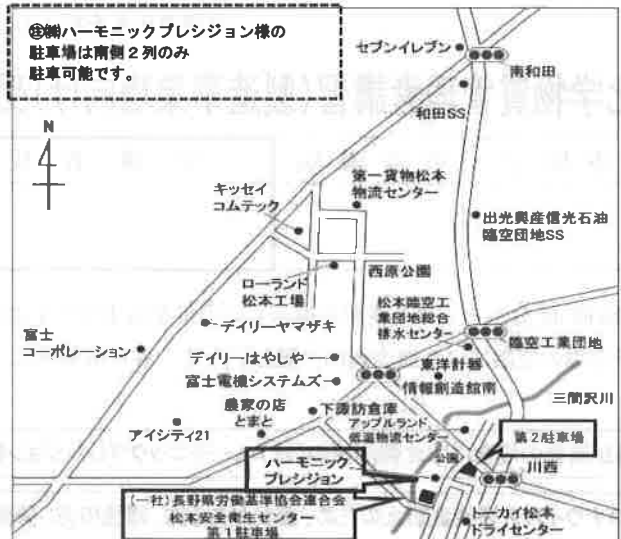 ㊟㈱ハーモニックプレシジョン様の
駐車場は南側２列のみ
駐車可能です。
N
セブンイレブン
南和田
和田SS
第一貨物松本
物流センター
キッセイ
コムテック
出光興産信光石油
臨空団地SS
西原公園
ローランド
松本工場
松本臨空工
業団地総合
排水センター
デイリーヤマザキ
臨空工業団地
富士
コーポレーション
デイリーはやしや
東洋計器
富士電機システムズ
情報創造館南
三間沢川
農家の店
とまと
下諏訪倉庫
アップルランド
低温物流センター
アイシティ21
第２駐車場
公園
川西
ハーモニック
プレシジョン
(一社)長野県労働基準協会連合会
松本安全衛生センター
第１駐車場
トーカイ松本
ドライセンター